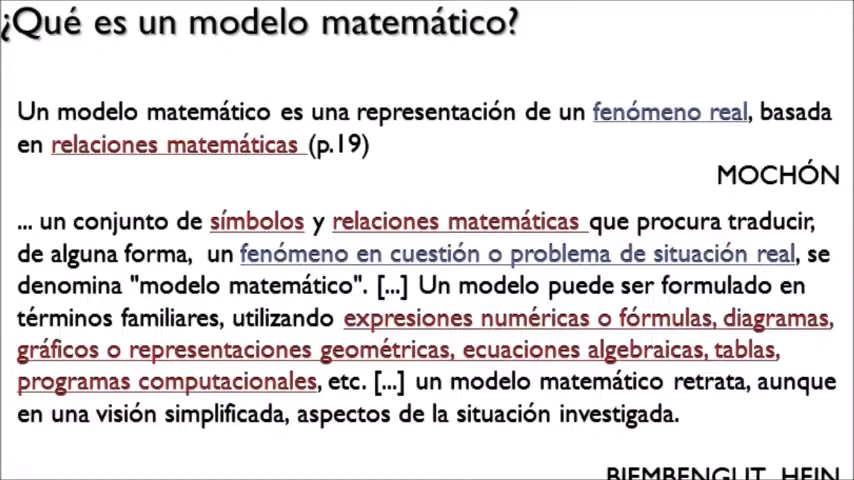 ¿Qué es un modelo matemático?
Un modelo matemático es una representación de un fenómeno real, basada
en relaciones matemáticas (p.19)
MOCHÓN
... un conjunto de símbolos y relaciones matemáticas que procura traducir,
de alguna forma, un fenómeno en cuestión o problema de situación real, se
denomina "modelo matemático". [...] Un modelo puede ser formulado en
términos familiares, utilizando expresiones numéricas o fórmulas, diagramas,
gráficos o representaciones geométricas, ecuaciones algebraicas, tablas,
programas computacionales, etc. [...] un modelo matemático retrata, aunque
en una visión simplificada, aspectos de la situación investigada.
BIEMBENGUT, HEIN